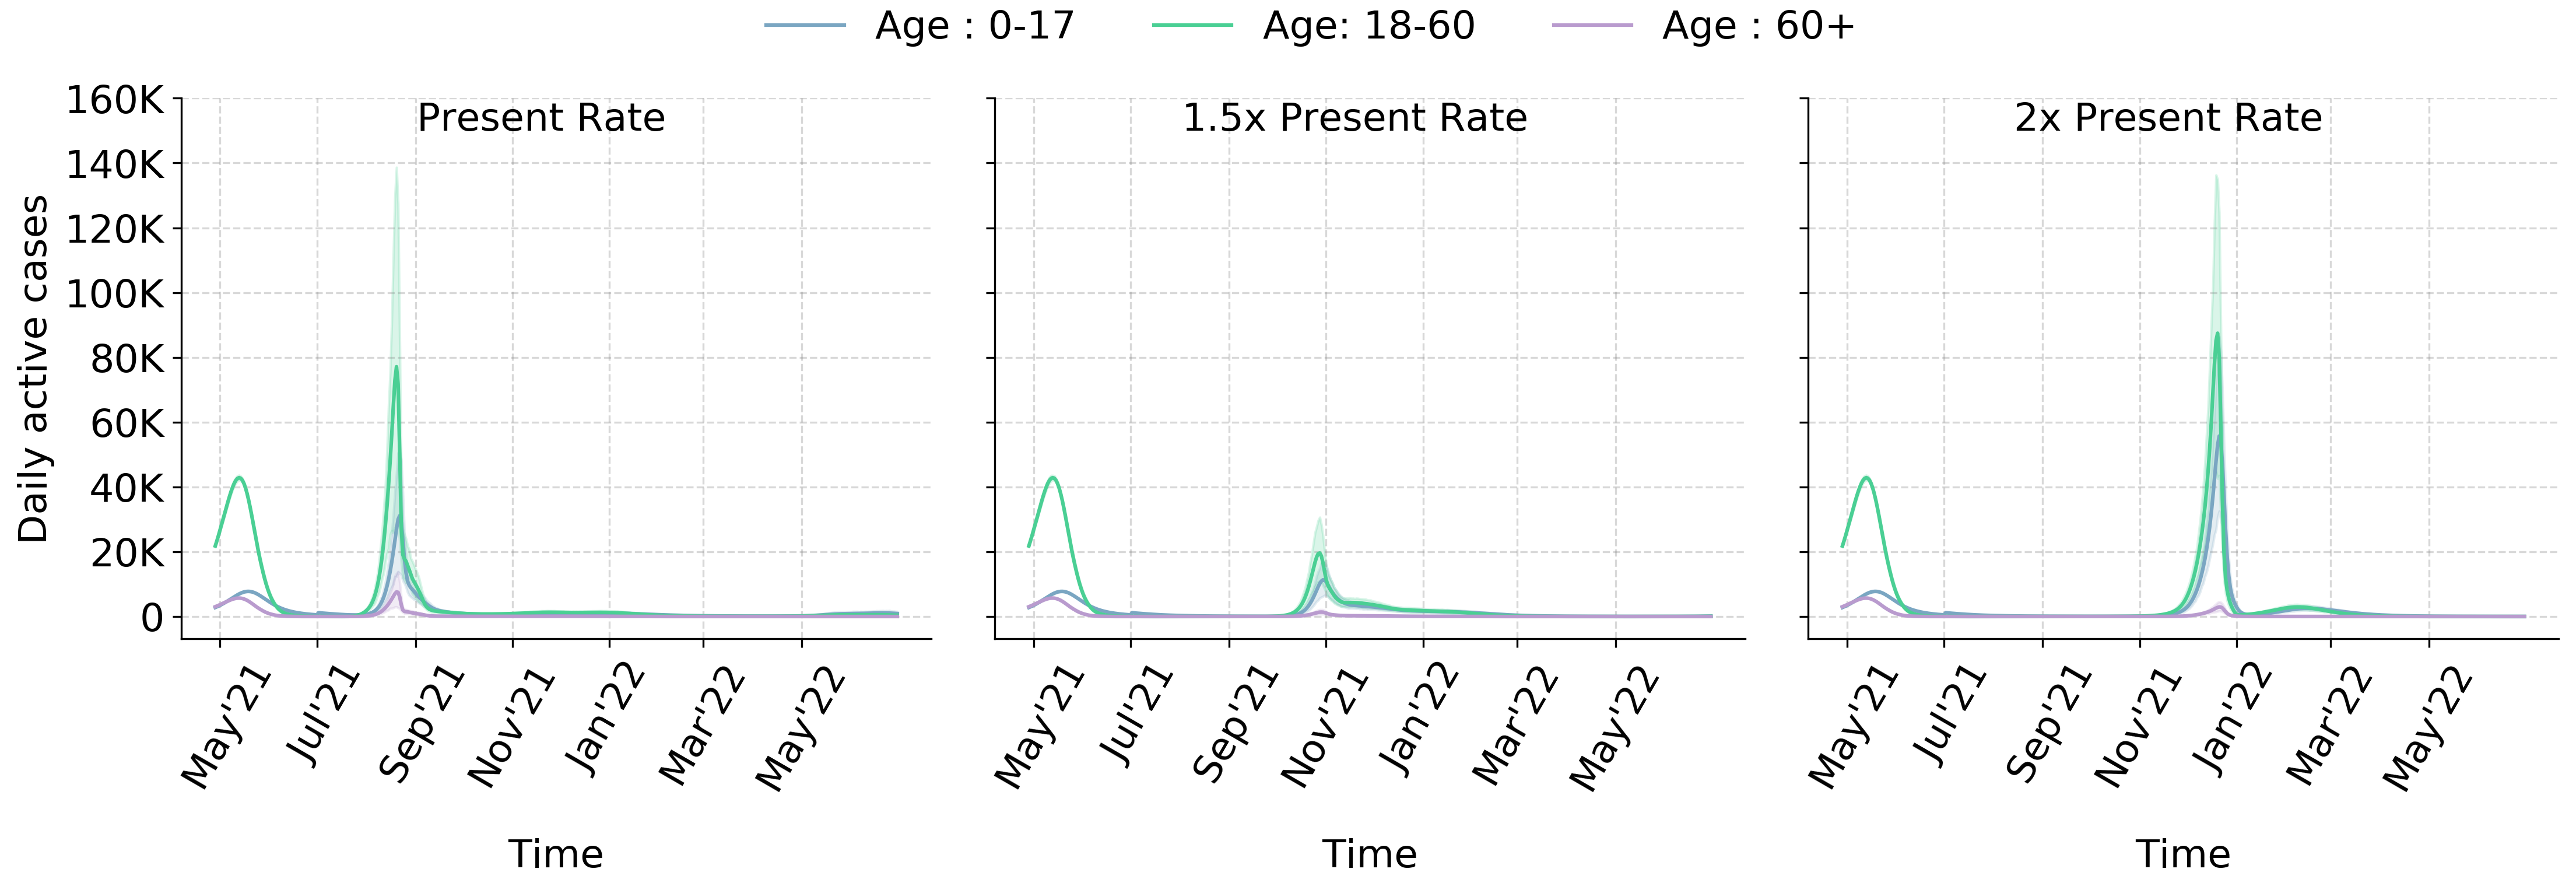 Age : 0-17 Age: 18-60 Age : 60+
Present Rate 1.5x Present Rate 2x Present Rate
Daily active cases
160K
140K
120K
100K
80K
60K
40K
20K
0
May'21 Jul'21 Sep'21 Nov'21 Jan'22 Mar'22 May'22
May'21 Jul'21 Sep'21 Nov'21 Jan'22 Mar'22 May'22
May'21 Jul'21 Sep'21 Nov'21 Jan'22 Mar'22 May'22
Time Time Time